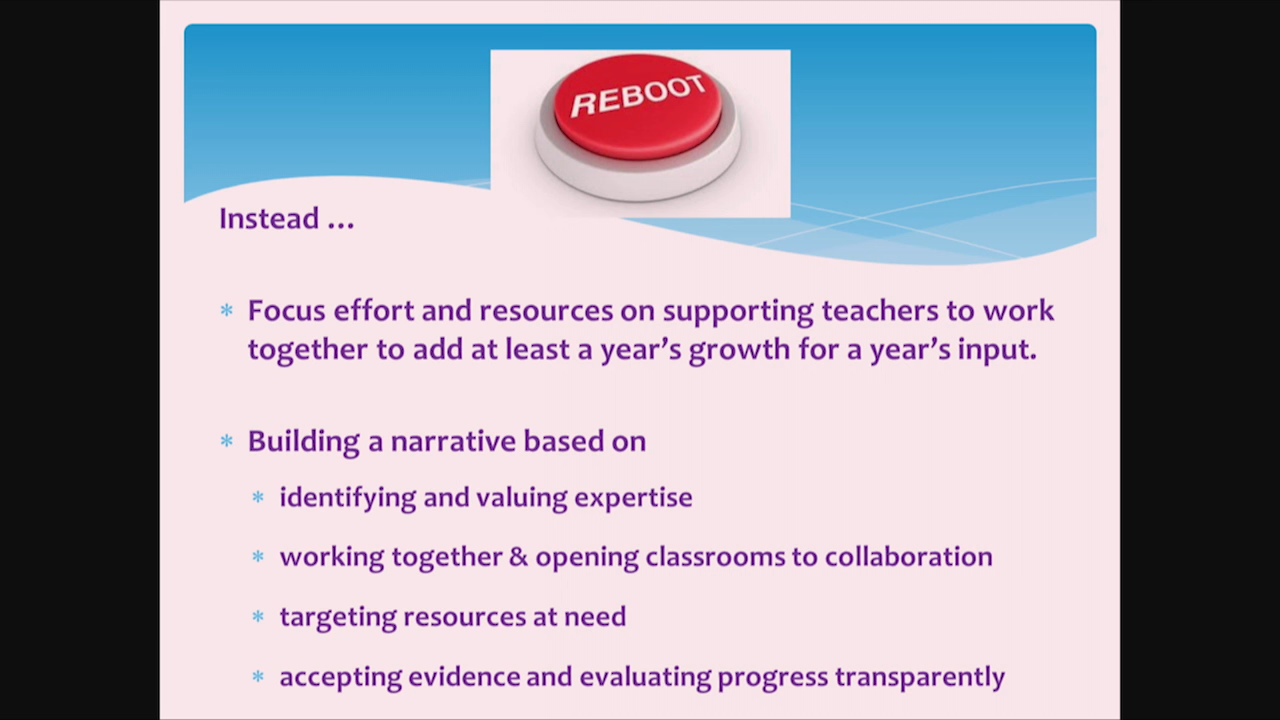 REBOOT
Instead ...
* Focus effort and resources on supporting teachers to work
together to add at least a year’s growth for a year’s input.
* Building a narrative based on
* identifying and valuing expertise
* working together & opening classrooms to collaboration
* targeting resources at need
* accepting evidence and evaluating progress transparently